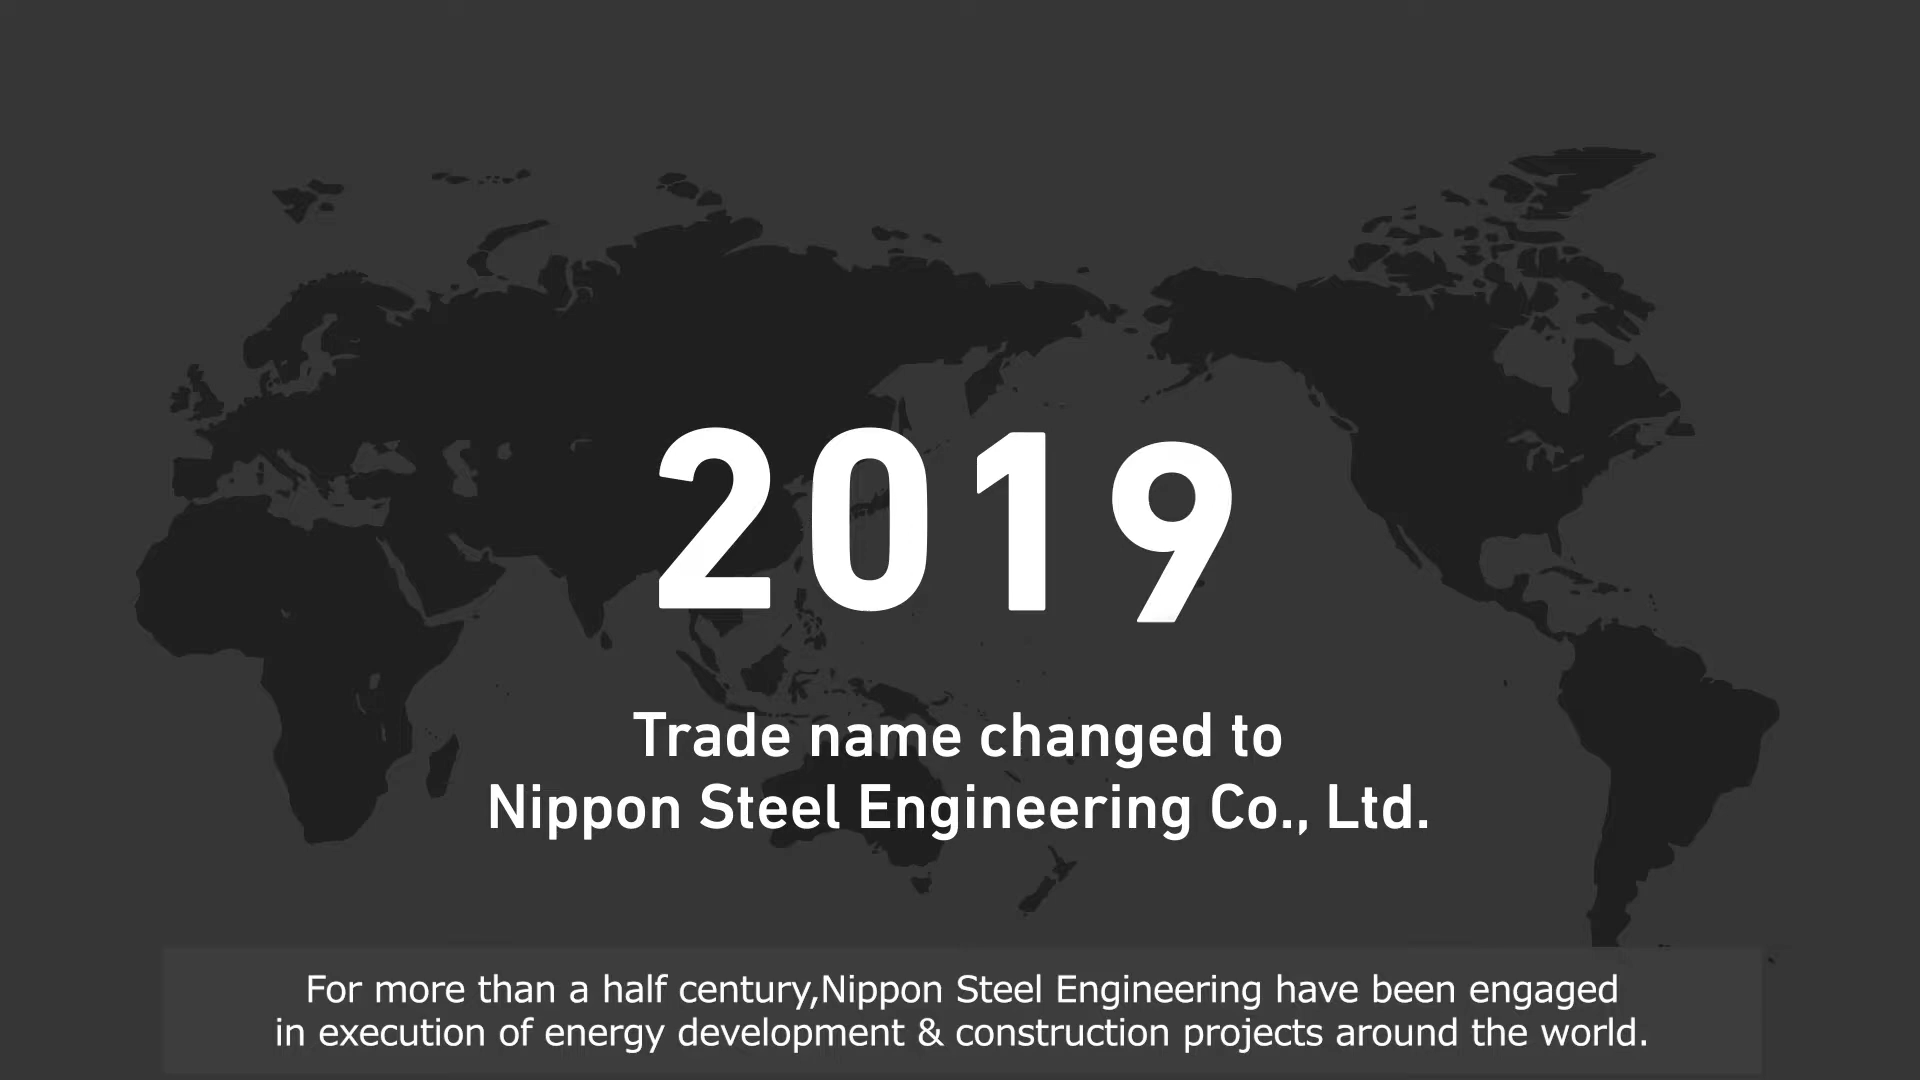 2019
Trade name changed to
Nippon Steel Engineering Co., Ltd.
For more than a half century,Nippon Steel Engineering have been engaged
in execution of energy development & construction projects around the world.